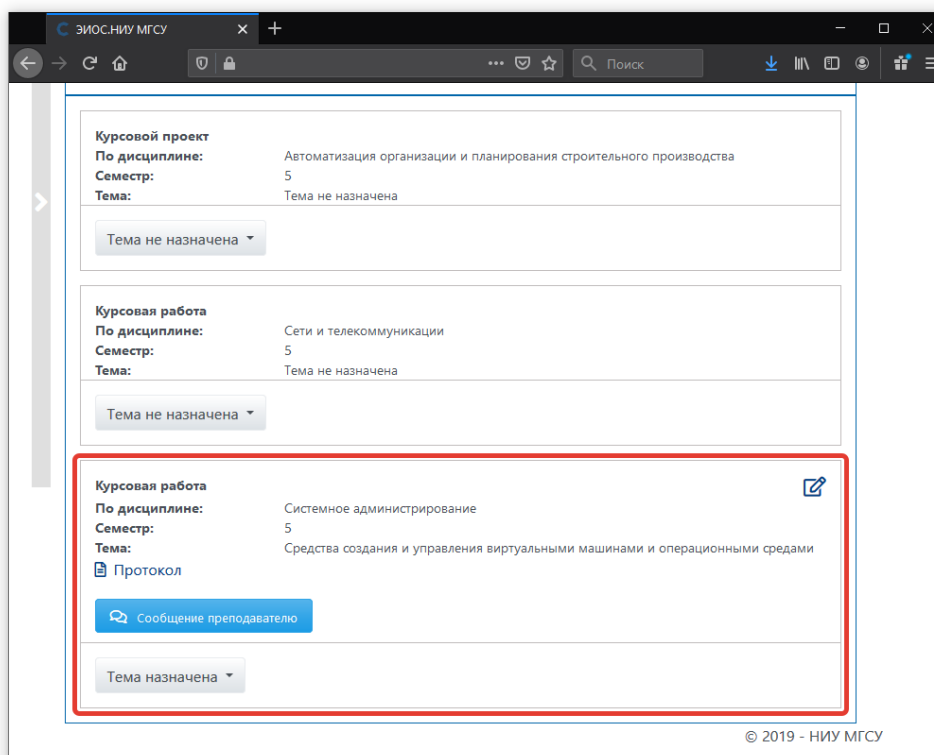 ЭИОС.НИУ МГСУ
Поиск
Курсовой проект
По дисциплине: Автоматизация организации и планирования строительного производства
Семестр: 5
Тема: Тема не назначена
Тема не назначена
Курсовая работа
По дисциплине: Сети и телекоммуникации
Семестр: 5
Тема: Тема не назначена
Тема не назначена
Курсовая работа
По дисциплине: Системное администрирование
Семестр: 5
Тема: Средства создания и управления виртуальными машинами и операционными средами
Протокол
Сообщение преподавателю
Тема назначена
© 2019 - НИУ МГСУ